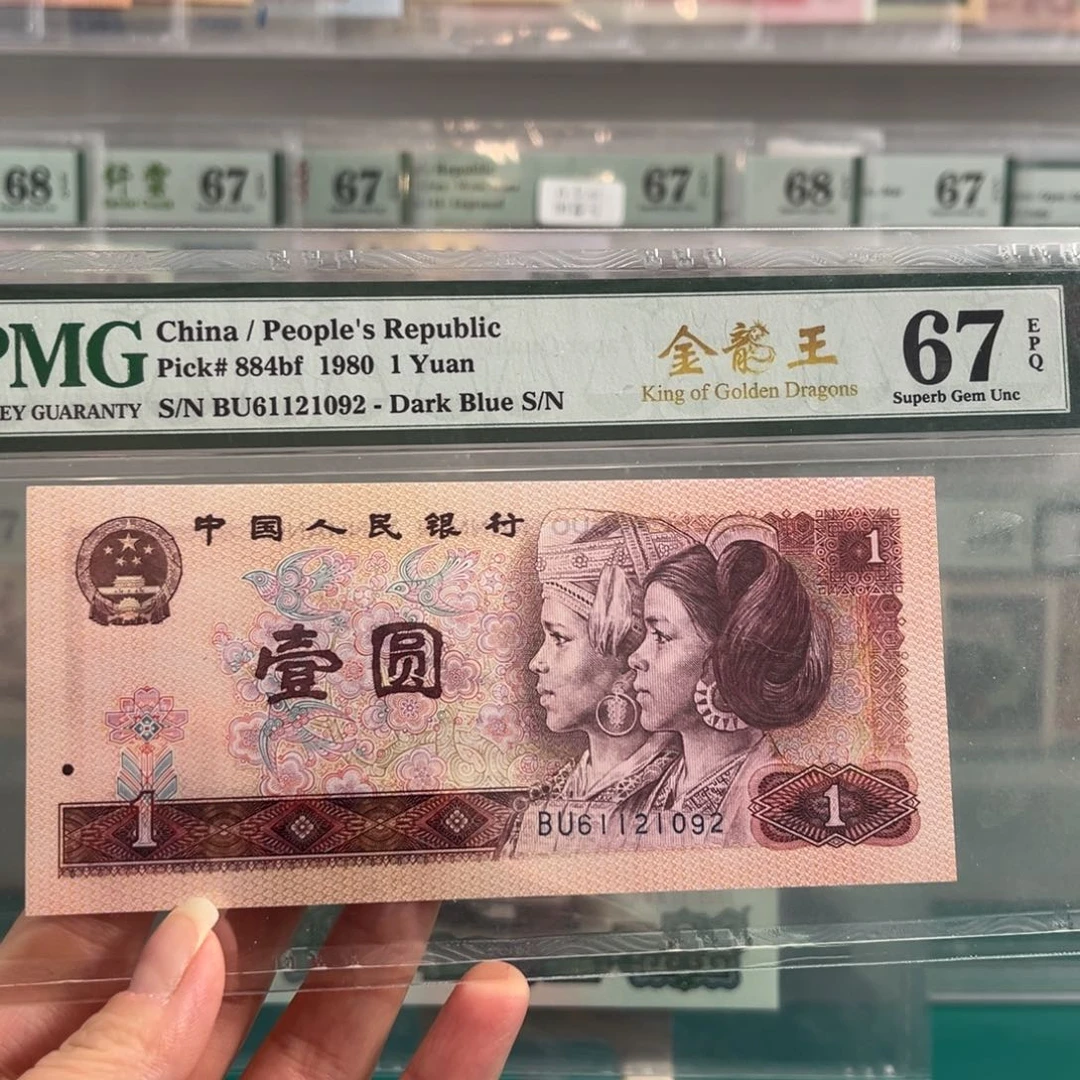 68
67
67
67
68
67
PMG
China / People's Republic
Pick# 884bf 1980 1 Yuan
EY GUARANTY S/N BU61121092 - Dark Blue S/N
金龍王
King of Golden Dragons
67
EPQ
Superb Gem Unc
中国人民银行
1
壹圆
1
BU61121092
1